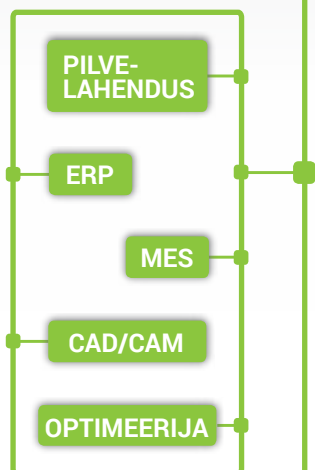 PILVE-
LAHENDUS
ERP
MES
CAD/CAM
OPTIMEERIJA